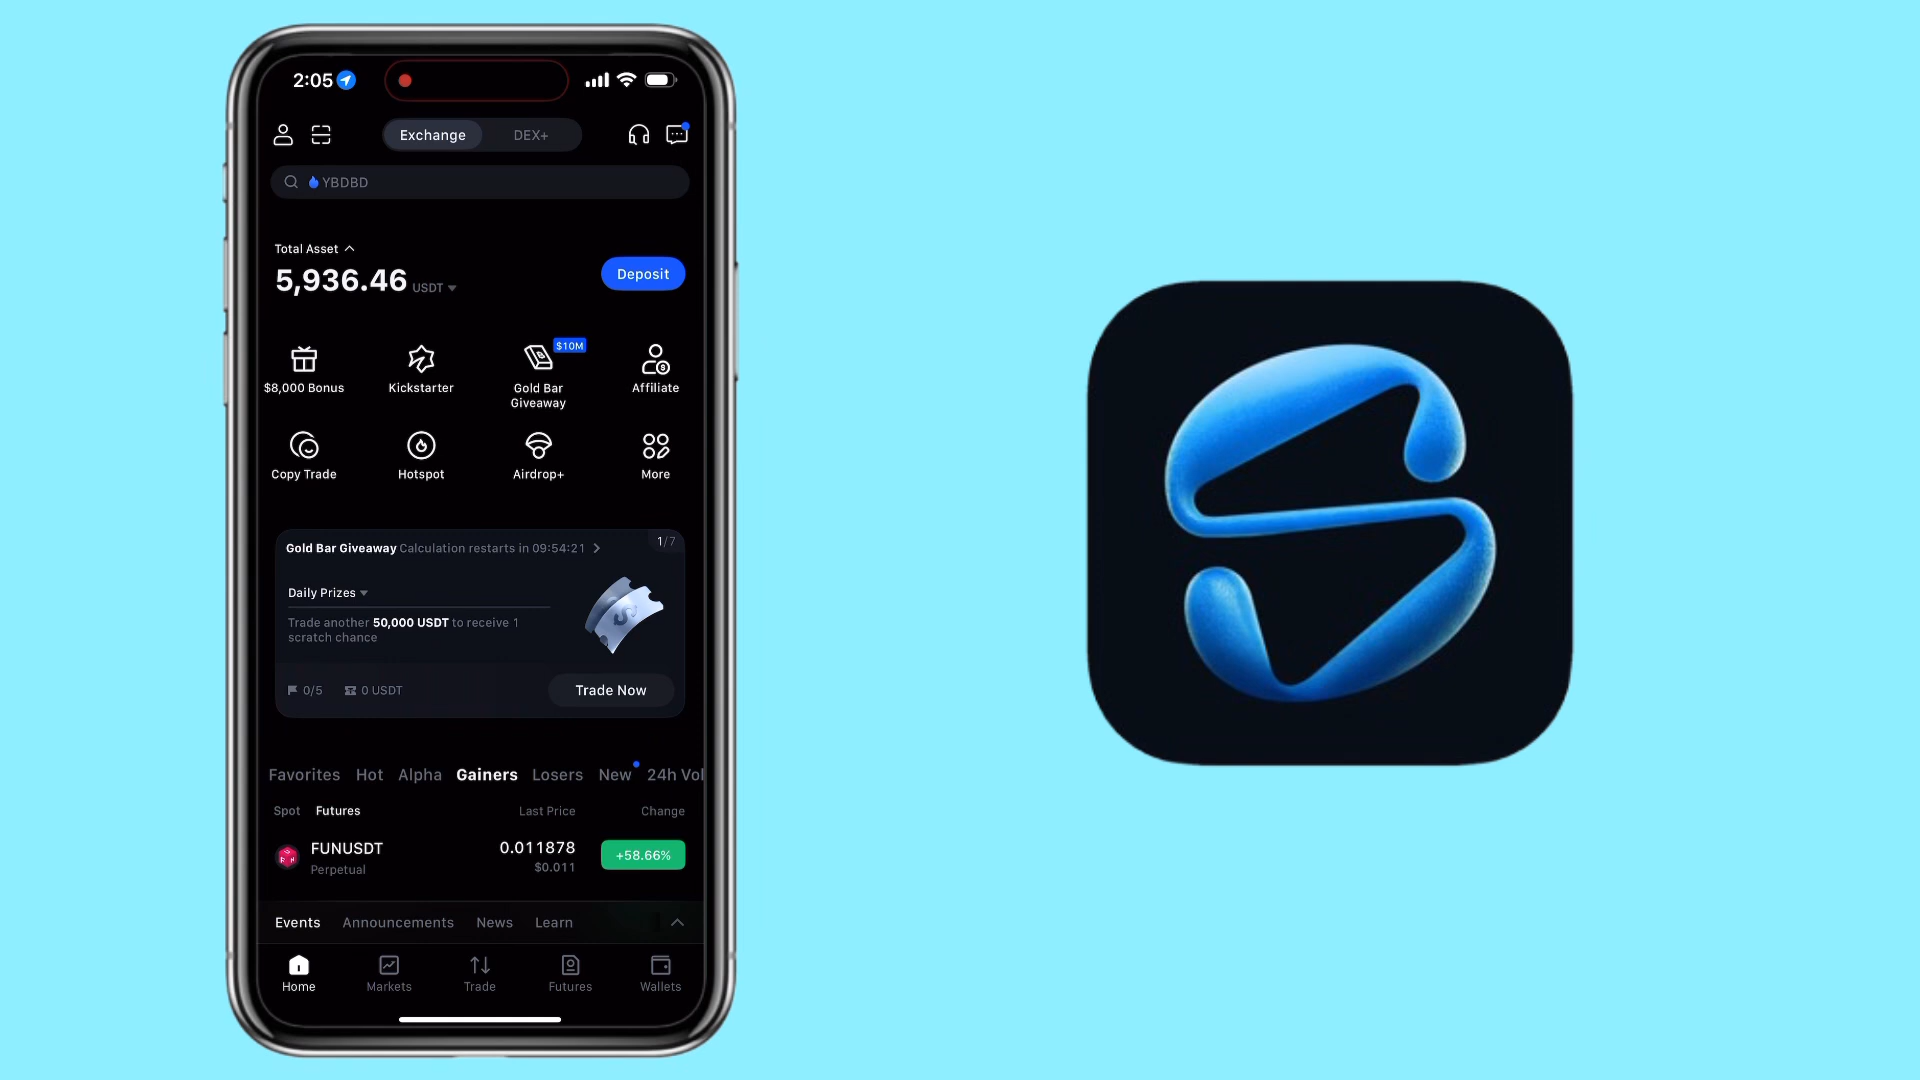 2:05
Exchange
DEX+
YBDBD
Total Asset
5,936.46 USDT
Deposit
$10M
$8,000 Bonus
Kickstarter
Gold Bar
Giveaway
Affiliate
Copy Trade
Hotspot
Airdrop+
More
Gold Bar Giveaway Calculation restarts in 09:54:21
1/7
Daily Prizes
Trade another 50,000 USDT to receive 1
scratch chance
0/5
0 USDT
Trade Now
Favorites Hot Alpha Gainers Losers New 24h Vol
Spot Futures Last Price Change
FUNUSDT 0.011878 +58.66%
Perpetual $0.011
Events Announcements News Learn
Home Markets Trade Futures Wallets